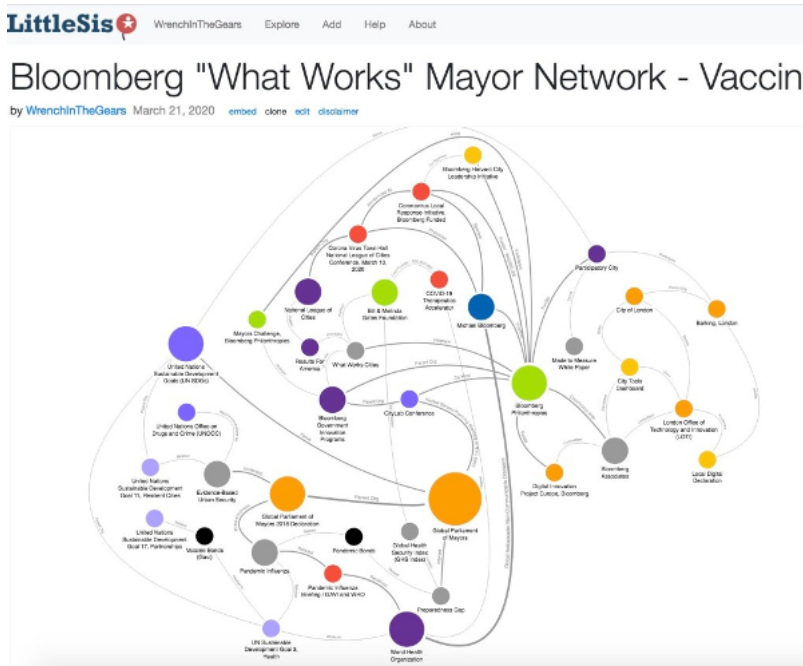 LittleSis
WrenchInTheGears Explore Add Help About
Bloomberg "What Works" Mayor Network - Vaccin
by WrenchInTheGears March 21, 2020 embed clone edit disclaimer
Bloomberg Harvard City
Leadership Initiative
Coronavirus Local
Response Initiative,
Bloomberg Funded
Corona Virus Town Hall
National League of Cities
Conference, March 13,
2020
Participatory City
National League of
Cities
Bill & Melinda
Gates Foundation
COVID-19
Therapeutics
Accelerator
Michael Bloomberg
City of London
Barking, London
Mayors Challenge,
Bloomberg Philanthropies
United Nations
Sustainable Development
Goals (UN SDGs)
Results For
America
What Works Cities
Made to Measure
White Paper
City Tools
Dashboard
Bloomberg
Philanthropies
Bloomberg
Government
Innovation
Programs
CityLab Conference
London Office of
Technology and Innovation
(LOTI)
United Nations Office on
Drugs and Crime (UNODC)
Bloomberg
Associates
Local Digital
Declaration
United Nations
Sustainable Development
Goal 11, Resilient Cities
Evidence-Based
Urban Security
Digital Innovation
Project Europe, Bloomberg
Global Parliament of
Mayors 2018 Declaration
Global Parliament
of Mayors
United Nations
Sustainable Development
Goal 17, Partnerships
Vaccine Bonds
(Gavi)
Pandemic Bonds
Global Health
Security Index
(GHS Index)
Pandemic Influenza
Pandemic Influenza
Briefing (GAVI and WHO)
Preparedness Gap
UN Sustainable
Development Goal 3,
Health
World Health
Organization